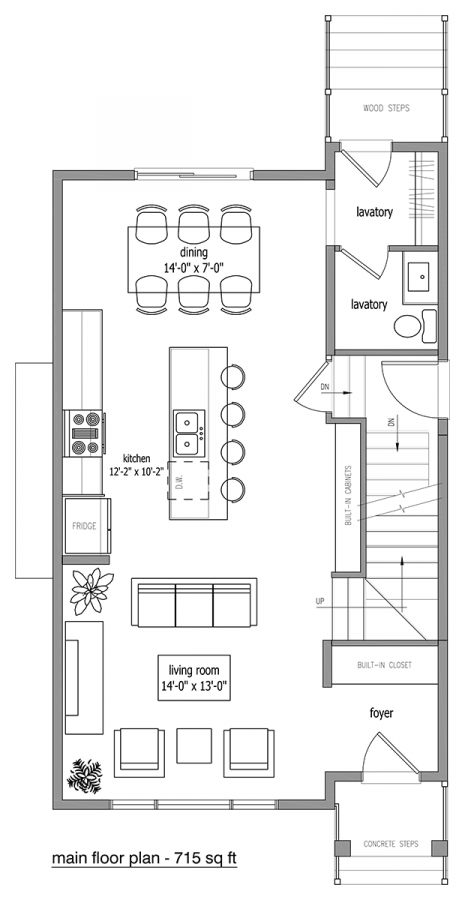 WOOD STEPS
lavatory
dining
14'-0" x 7'-0"
lavatory
DN
DN
kitchen
12'-2" x 10'-2"
D.W.
BUILT-IN CABINETS
FRIDGE
UP
BUILT-IN CLOSET
living room
14'-0" x 13'-0"
foyer
CONCRETE STEPS
main floor plan - 715 sq ft